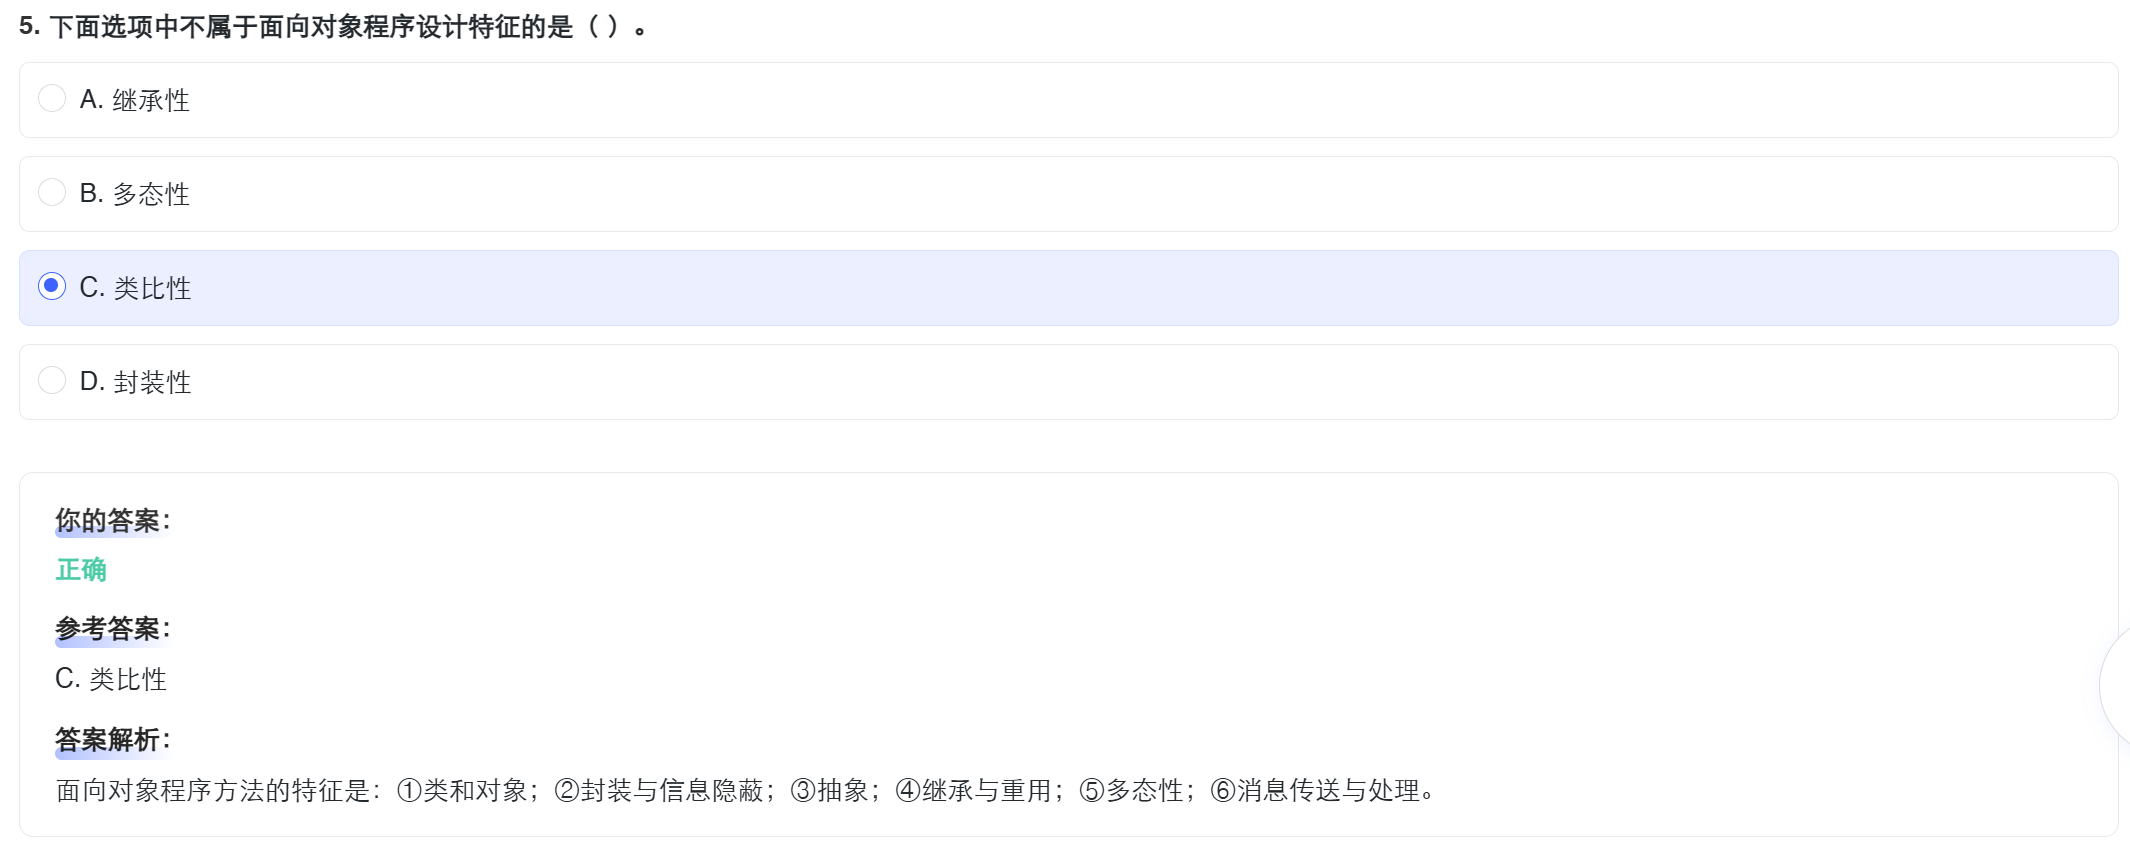 5. 下面选项中不属于面向对象程序设计特征的是（ ）。
A. 继承性
B. 多态性
C. 类比性
D. 封装性
你的答案：
正确
参考答案：
C. 类比性
答案解析：
面向对象程序方法的特征是：①类和对象；②封装与信息隐蔽；③抽象；④继承与重用；⑤多态性；⑥消息传送与处理。